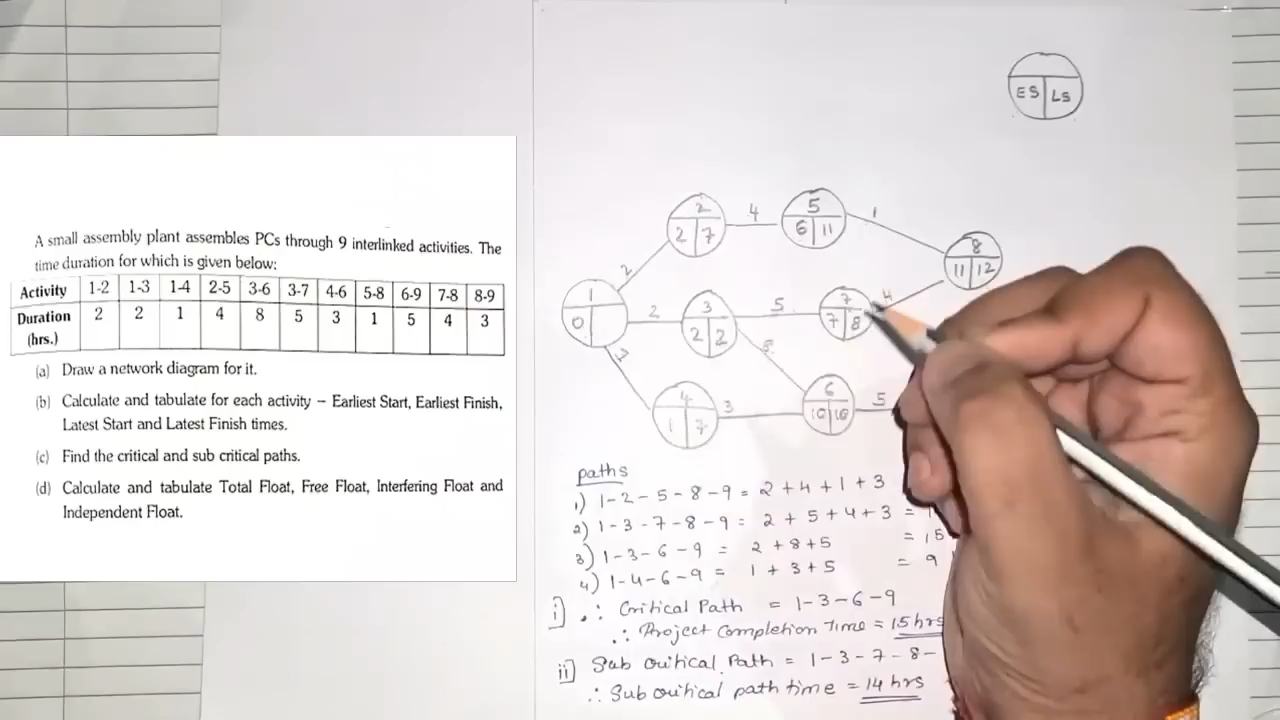 A small assembly plant assembles PCs through 9 interlinked activities. The
time duration for which is given below:
Activity 1-2 1-3 1-4 2-5 3-6 3-7 4-6 5-8 6-9 7-8 8-9
Duration (hrs.) 2 2 1 4 8 5 3 1 5 4 3
(a) Draw a network diagram for it.
(b) Calculate and tabulate for each activity – Earliest Start, Earliest Finish,
Latest Start and Latest Finish times.
(c) Find the critical and sub critical paths.
(d) Calculate and tabulate Total Float, Free Float, Interfering Float and
Independent Float.
ES LS
2
2 7
4
5
6 11
1
8
11 12
2
1
0
2
3
2 2
5
7
7 8
4
4
1 7
3
6
10 10
5
paths
1) 1-2-5-8-9 = 2+4+1+3
2) 1-3-7-8-9 = 2+5+4+3 =
3) 1-3-6-9 = 2+8+5 = 15
4) 1-4-6-9 = 1+3+5 = 9
i] ∴ Critical Path = 1-3-6-9
∴ Project Completion Time = 15 hrs
ii] Sub critical Path = 1-3-7-8-
∴ Sub critical path time = 14 hrs